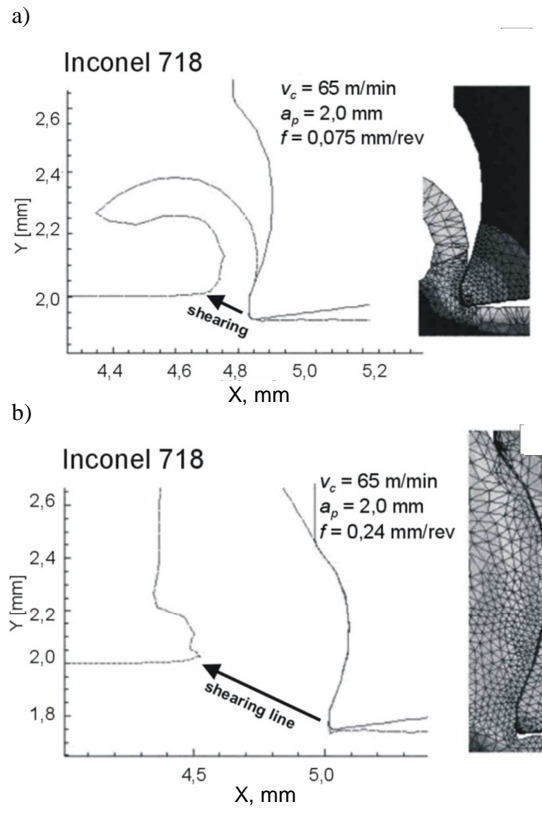 a)
Inconel 718
v_c = 65 m/min
a_p = 2,0 mm
f = 0,075 mm/rev
2,6
2,4
2,2
2,0
Y [mm]
shearing
4,4 4,6 4,8 5,0 5,2
X, mm
b)
Inconel 718
v_c = 65 m/min
a_p = 2,0 mm
f = 0,24 mm/rev
2,6
2,4
2,2
2,0
1,8
Y [mm]
shearing line
4,5 5,0
X, mm